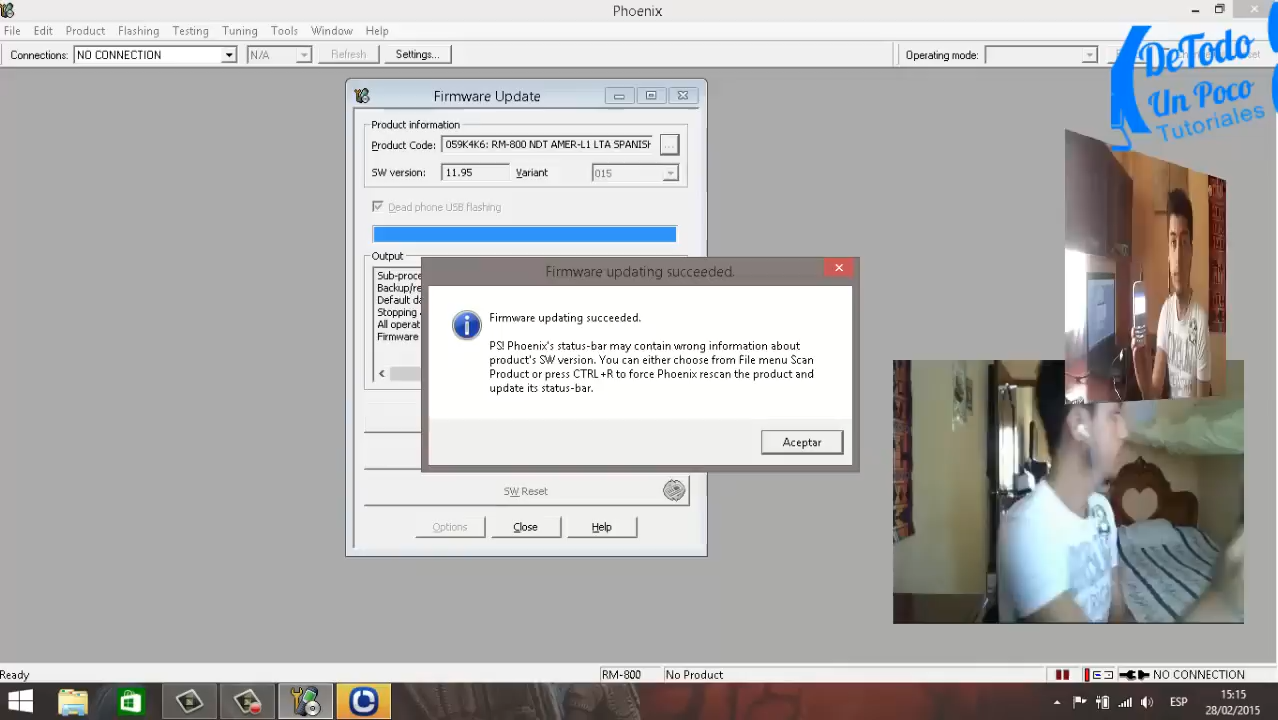 Phoenix
File Edit Product Flashing Testing Tuning Tools Window Help
Connections: NO CONNECTION N/A Refresh Settings... Operating mode:
DeTodo
Un Poco
Tutoriales
Firmware Update
Product information
Product Code: 059K4K6: RM-800 NDT AMER-L1 LTA SPANISH ...
SW version: 11.95 Variant 015
Dead phone USB flashing
Output
Sub-proce
Backup/re
Default da
Stopping
All operat
Firmware
Firmware updating succeeded.
Firmware updating succeeded.
PS! Phoenix's status-bar may contain wrong information about
product's SW version. You can either choose from File menu Scan
Product or press CTRL+R to force Phoenix rescan the product and
update its status-bar.
Aceptar
SW Reset
Options Close Help
Ready RM-800 No Product NO CONNECTION
ESP 15:15
28/02/2015